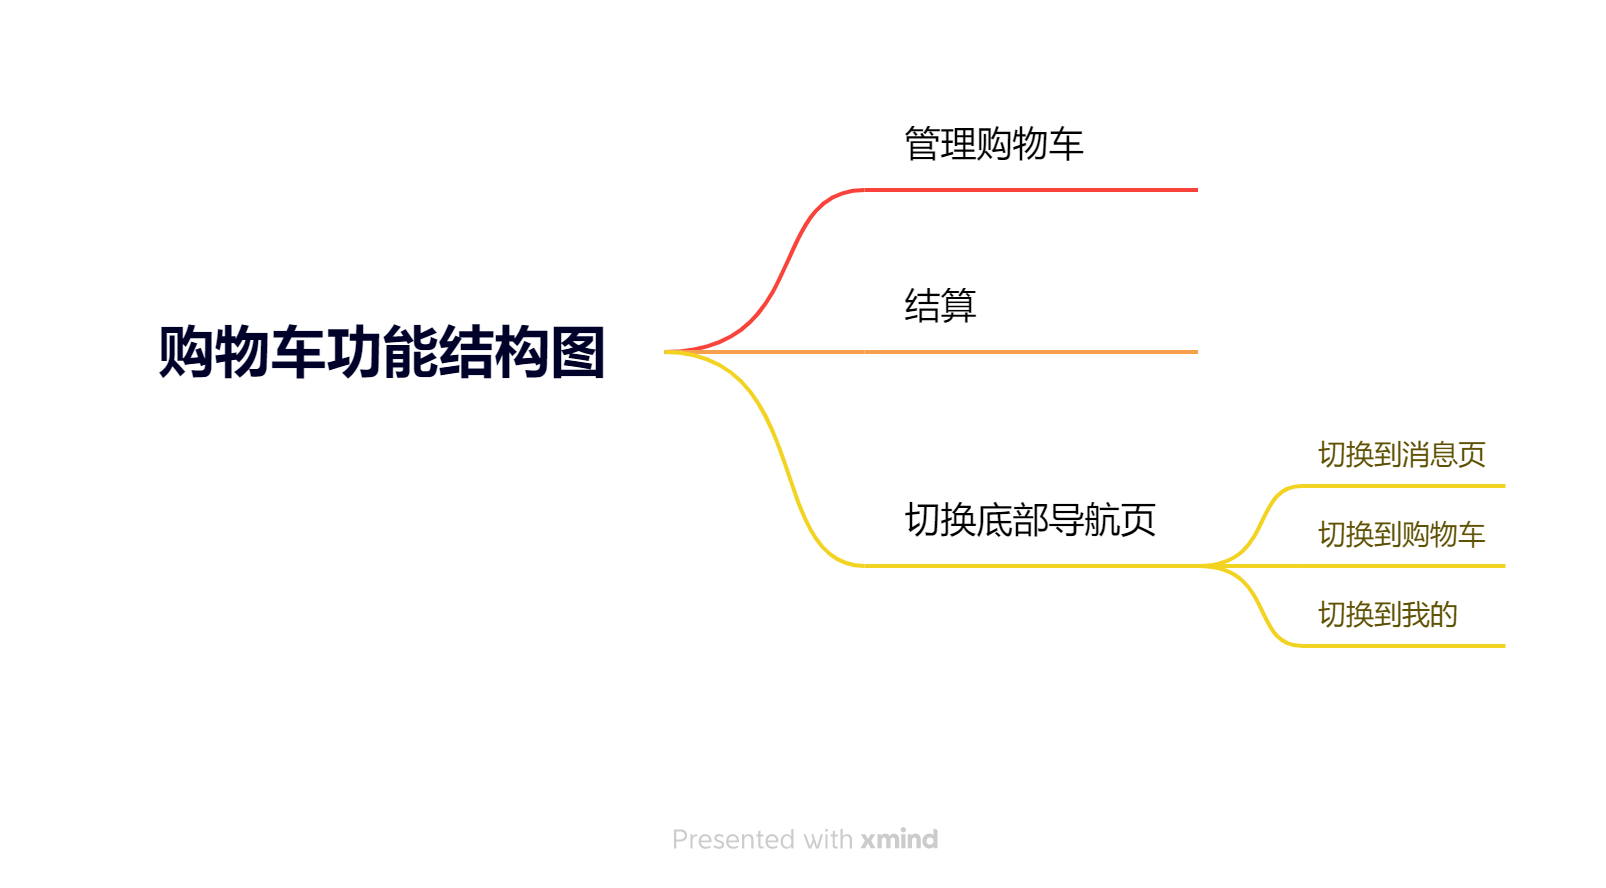 管理购物车
结算
购物车功能结构图
切换到消息页
切换底部导航页
切换到购物车
切换到我的
Presented with xmind